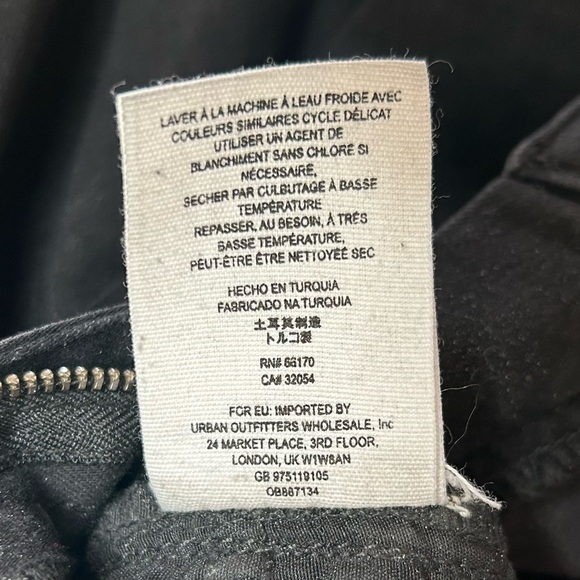 LAVER À LA MACHINE À LEAU FROIDE AVEC
COULEURS SIMILAIRES CYCLE DÉLICAT
UTILISER UN AGENT DE
BLANCHIMENT SANS CHLORE SI
NÉCESSAIRE,
SECHER PAR CULBUTAGE À BASSE
TEMPÉRATURE
REPASSER, AU BESOIN, À TRÉS
BASSE TEMPÉRATURE,
PEUT-ÊTRE ÊTRE NETTOYÉE SEC
HECHO EN TURQUIA
FABRICADO NA TURQUIA
土耳其制造
トルコ製
RN# 66170
CA# 32054
FOR EU: IMPORTED BY
URBAN OUTFITTERS WHOLESALE, Inc
24 MARKET PLACE, 3RD FLOOR,
LONDON, UK W1W8AN
GB 975119105
OB887134